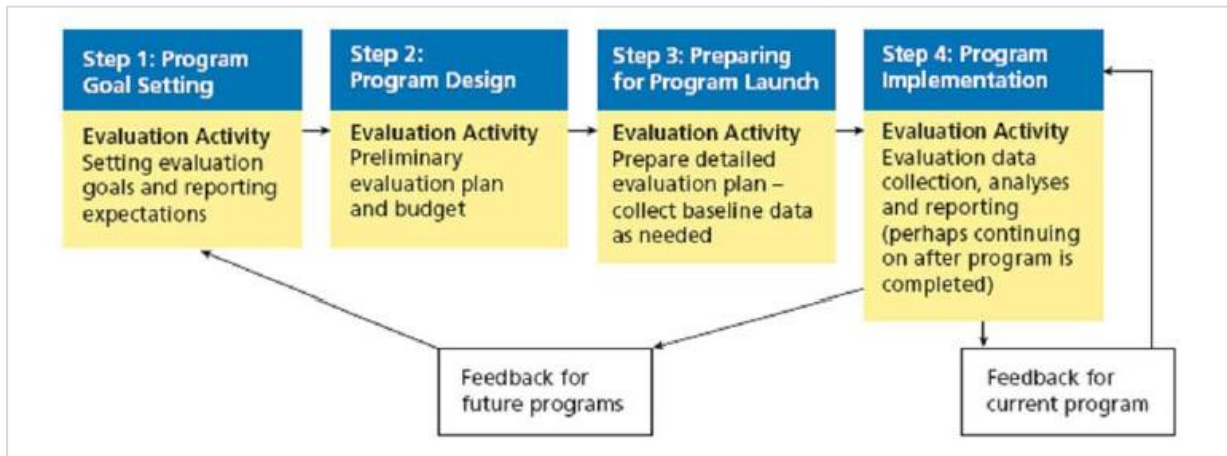 Step 1: Program
Goal Setting
Evaluation Activity
Setting evaluation
goals and reporting
expectations
Step 2:
Program Design
Evaluation Activity
Preliminary
evaluation plan
and budget
Step 3: Preparing
for Program Launch
Evaluation Activity
Prepare detailed
evaluation plan –
collect baseline data
as needed
Step 4: Program
Implementation
Evaluation Activity
Evaluation data
collection, analyses
and reporting
(perhaps continuing
on after program is
completed)
Feedback for
future programs
Feedback for
current program